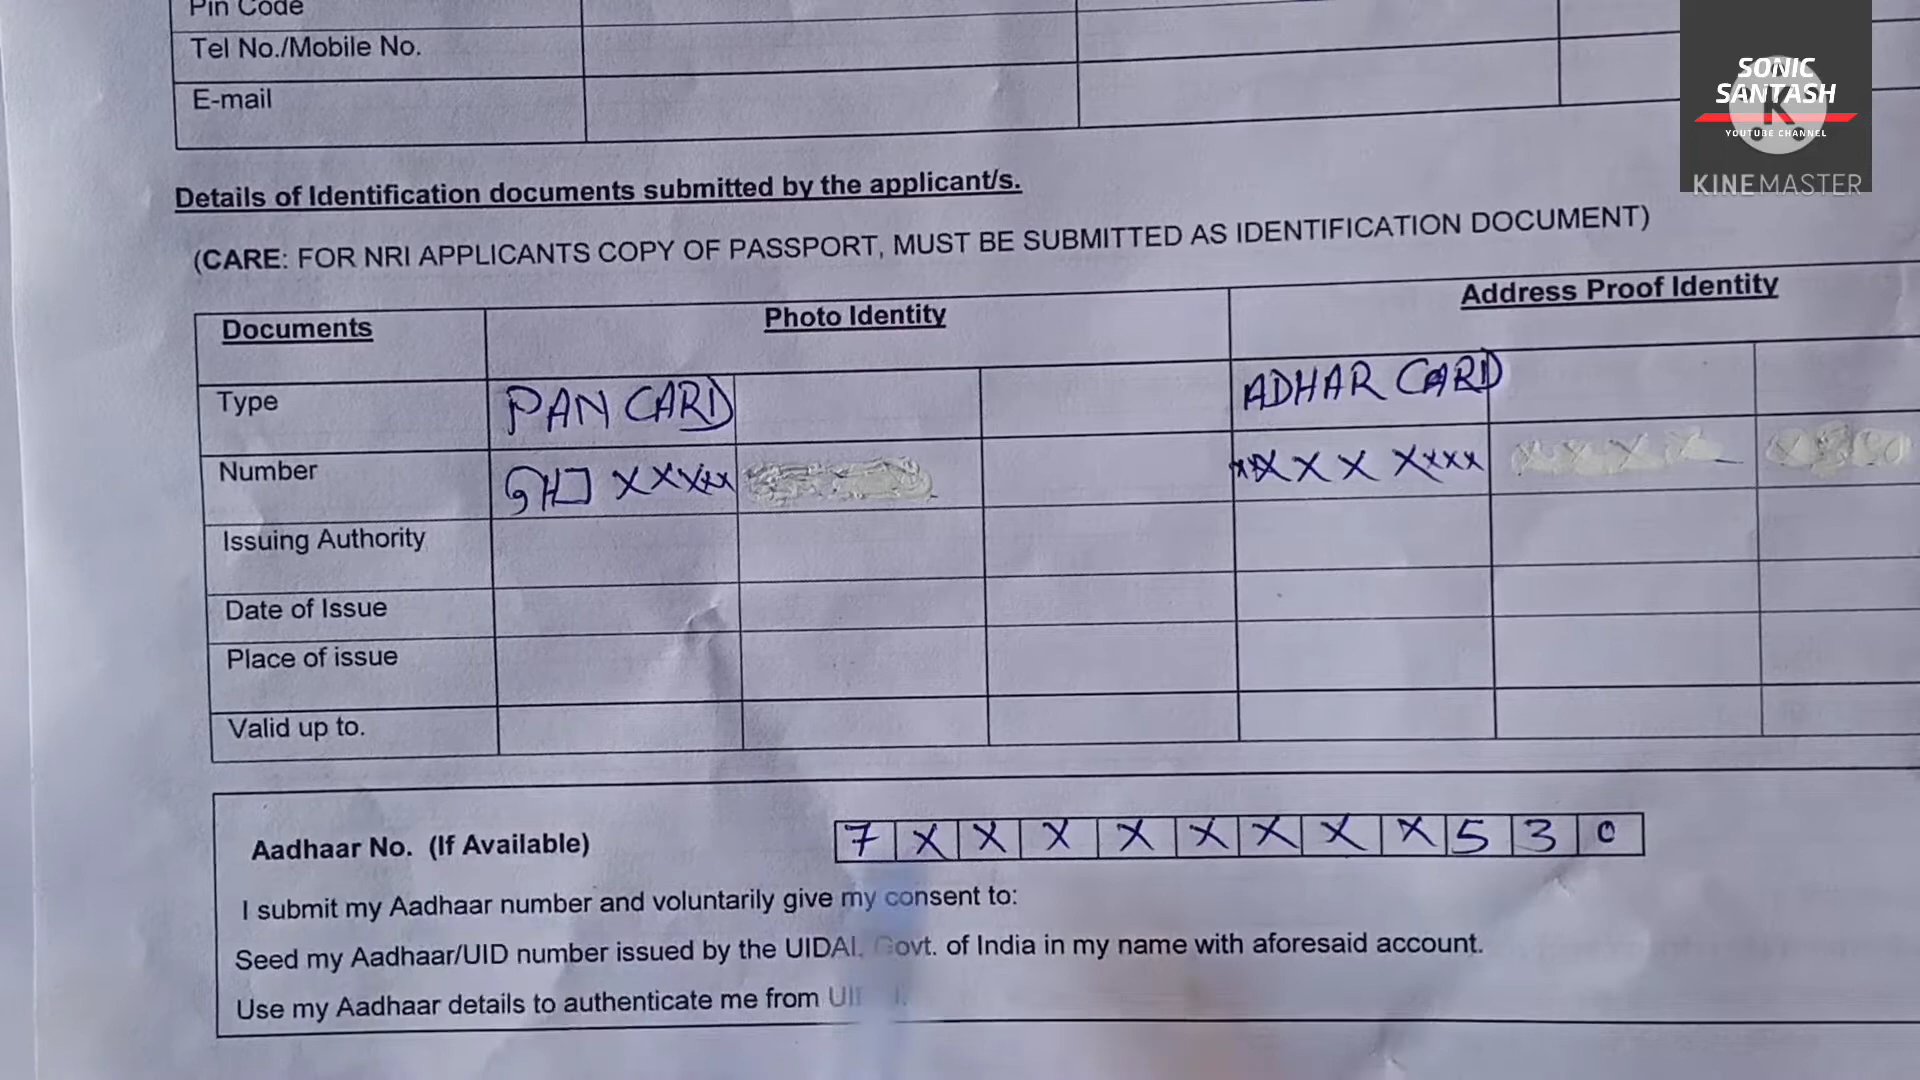 Pin Code
Tel No./Mobile No.
E-mail
SONIC
SANTASH
K
YOUTUBE CHANNEL
KINEMASTER
Details of Identification documents submitted by the applicant/s.
(CARE: FOR NRI APPLICANTS COPY OF PASSPORT, MUST BE SUBMITTED AS IDENTIFICATION DOCUMENT)
Documents Photo Identity Address Proof Identity
Type PAN CARD ADHAR CARD
Number GHJ XXXXXX XXXX XXXX
Issuing Authority
Date of Issue
Place of issue
Valid up to.
Aadhaar No. (If Available) 7 X X X X X X X X 5 3 0
I submit my Aadhaar number and voluntarily give my consent to:
Seed my Aadhaar/UID number issued by the UIDAI. Govt. of India in my name with aforesaid account.
Use my Aadhaar details to authenticate me from